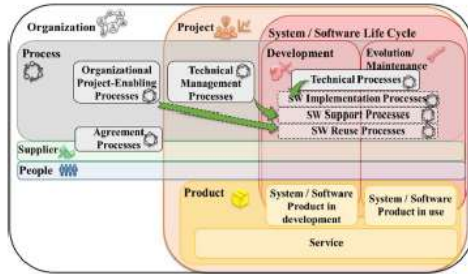 Organization
Project
System / Software Life Cycle
Process
Development
Evolution/
Maintenance
Organizational
Project-Enabling
Processes
Technical
Management
Processes
Technical Processes
SW Implementation Processes
SW Support Processes
SW Reuse Processes
Agreement
Processes
Supplier
People
Product
System / Software
Product in
development
System / Software
Product in use
Service